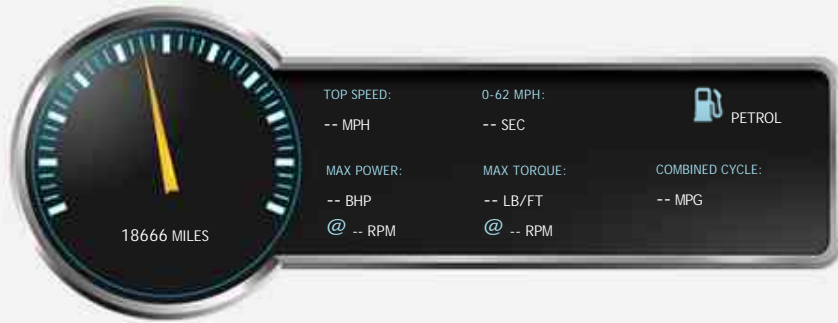 TOP SPEED:
-- MPH
0-62 MPH:
-- SEC
PETROL
MAX POWER:
-- BHP
@ -- RPM
MAX TORQUE:
-- LB/FT
@ -- RPM
COMBINED CYCLE:
-- MPG
18666 MILES